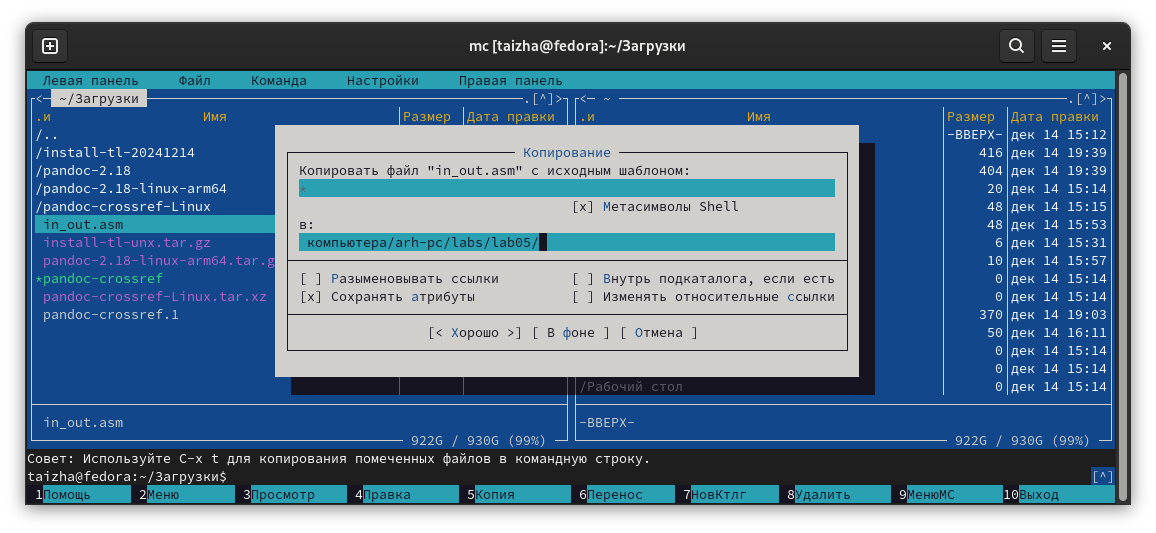 mc [taizha@fedora]:~/Загрузки
Левая панель Файл Команда Настройки Правая панель
<─ ~/Загрузки .[^]> <─ ~ .[^]>
.и Имя Размер Дата правки .и Имя Размер Дата правки
/.. -ВВЕРХ- дек 14 15:12
/install-tl-20241214 Копирование 416 дек 14 19:39
/pandoc-2.18 Копировать файл "in_out.asm" с исходным шаблоном: 404 дек 14 19:39
/pandoc-2.18-linux-arm64 * 20 дек 14 15:14
/pandoc-crossref-Linux [x] Метасимволы Shell 48 дек 14 15:15
in_out.asm в: 48 дек 14 15:53
install-tl-unx.tar.gz компьютера/arh-pc/labs/lab05/ 6 дек 14 15:31
pandoc-2.18-linux-arm64.tar.g 10 дек 14 15:57
*pandoc-crossref [ ] Разыменовывать ссылки [ ] Внутрь подкаталога, если есть 0 дек 14 15:14
pandoc-crossref-Linux.tar.xz [x] Сохранять атрибуты [ ] Изменять относительные ссылки 0 дек 14 15:14
pandoc-crossref.1 370 дек 14 19:03
[< Хорошо >] [ В фоне ] [ Отмена ] 50 дек 14 16:11
0 дек 14 15:14
0 дек 14 15:14
/Рабочий стол 0 дек 14 15:14
in_out.asm -ВВЕРХ-
922G / 930G (99%) 922G / 930G (99%)
Совет: Используйте C-x t для копирования помеченных файлов в командную строку.
taizha@fedora:~/Загрузки$ [^]
1Помощь 2Меню 3Просмотр 4Правка 5Копия 6Перенос 7НовКтлг 8Удалить 9МенюMC 10Выход